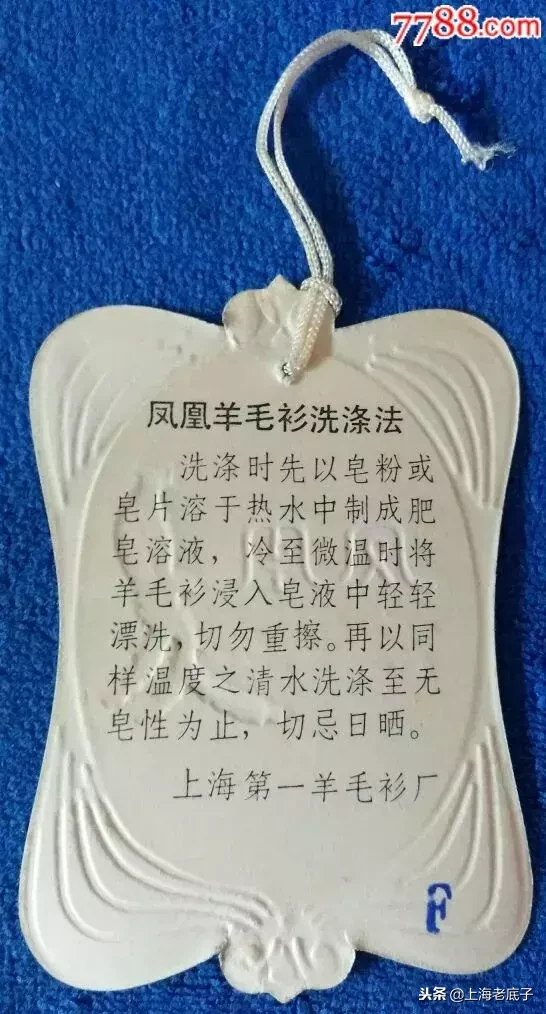 7788.com
凤凰羊毛衫洗涤法
洗涤时先以皂粉或
皂片溶于热水中制成肥
皂溶液，冷至微温时将
羊毛衫浸入皂液中轻轻
漂洗，切勿重擦。再以同
样温度之清水洗涤至无
皂性为止，切忌日晒。
上海第一羊毛衫厂
F
头条@上海老底子